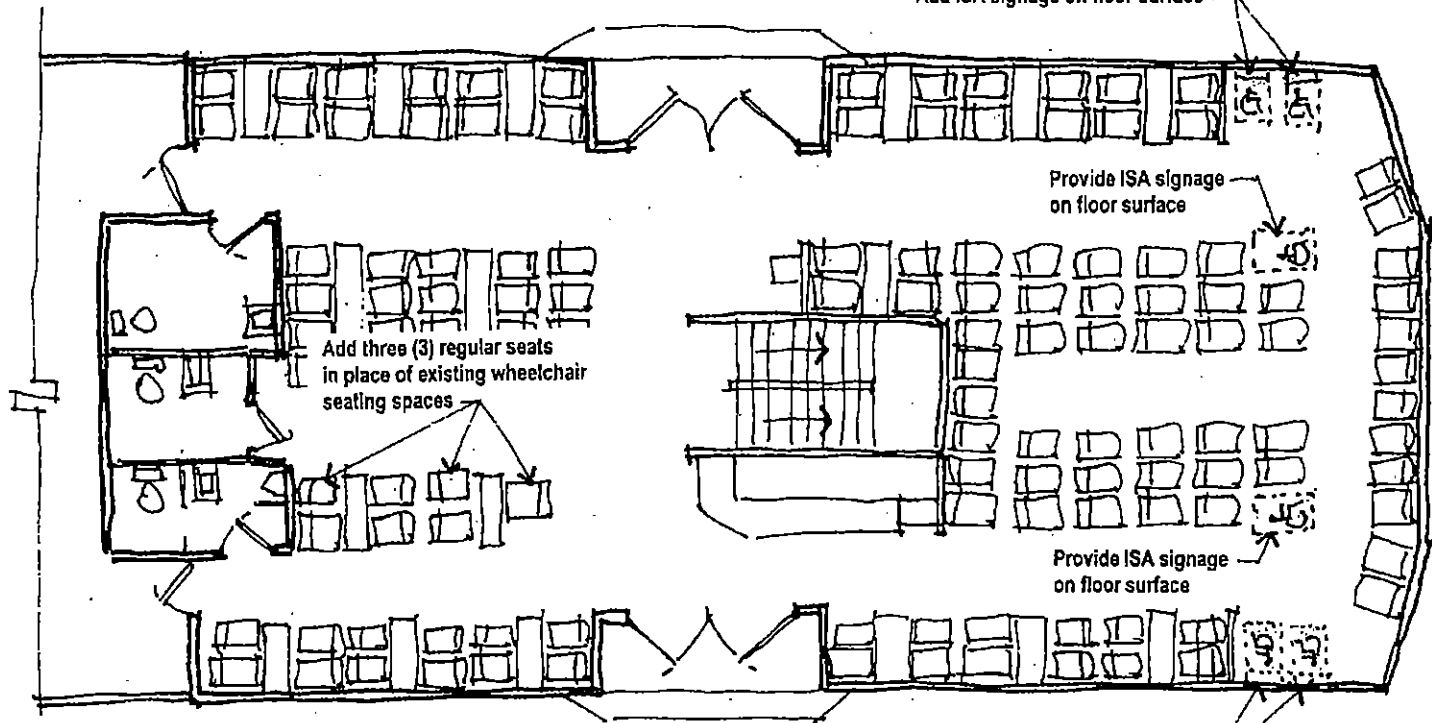 Add ISA signage on floor surface
Provide ISA signage
on floor surface
Add three (3) regular seats
in place of existing wheelchair
seating spaces
Provide ISA signage
on floor surface